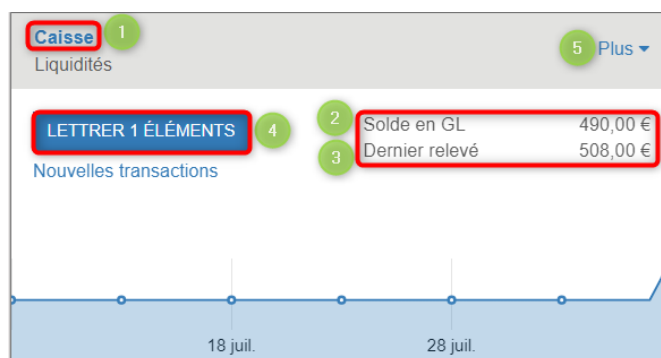 Caisse 1
Liquidités
5 Plus
LETTRER 1 ÉLÉMENTS 4
2 Solde en GL 490,00 €
3 Dernier relevé 508,00 €
Nouvelles transactions
18 juil. 28 juil.